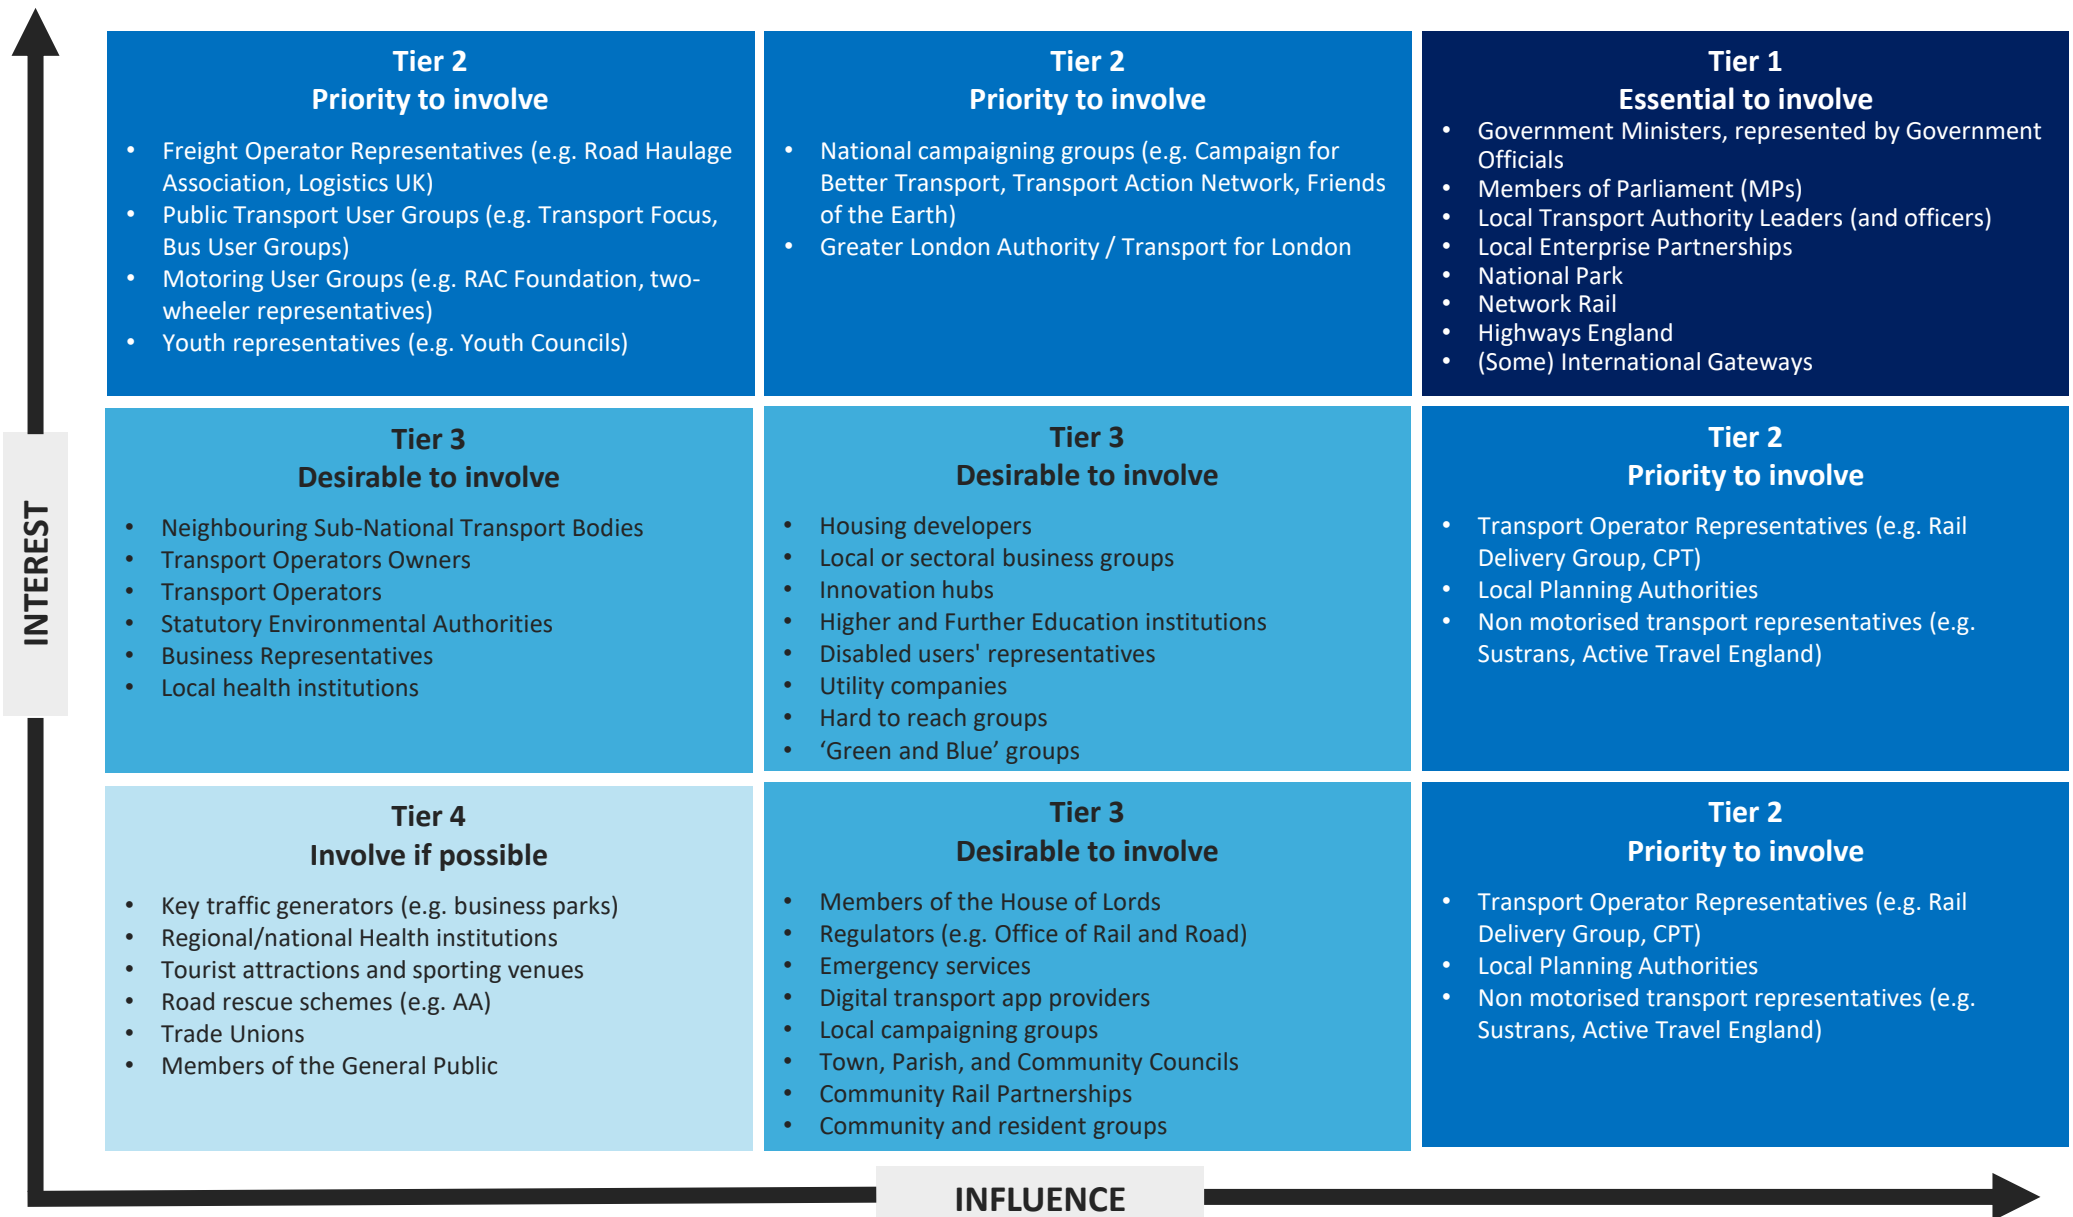 Tier 2
Priority to involve
• Freight Operator Representatives (e.g. Road Haulage
Association, Logistics UK)
• Public Transport User Groups (e.g. Transport Focus,
Bus User Groups)
• Motoring User Groups (e.g. RAC Foundation, two-
wheeler representatives)
• Youth representatives (e.g. Youth Councils)
Tier 2
Priority to involve
• National campaigning groups (e.g. Campaign for
Better Transport, Transport Action Network, Friends
of the Earth)
• Greater London Authority / Transport for London
Tier 1
Essential to involve
• Government Ministers, represented by Government
Officials
• Members of Parliament (MPs)
• Local Transport Authority Leaders (and officers)
• Local Enterprise Partnerships
• National Park
• Network Rail
• Highways England
• (Some) International Gateways
INTEREST
Tier 3
Desirable to involve
• Neighbouring Sub-National Transport Bodies
• Transport Operators Owners
• Transport Operators
• Statutory Environmental Authorities
• Business Representatives
• Local health institutions
Tier 3
Desirable to involve
• Housing developers
• Local or sectoral business groups
• Innovation hubs
• Higher and Further Education institutions
• Disabled users' representatives
• Utility companies
• Hard to reach groups
• ‘Green and Blue’ groups
Tier 2
Priority to involve
• Transport Operator Representatives (e.g. Rail
Delivery Group, CPT)
• Local Planning Authorities
• Non motorised transport representatives (e.g.
Sustrans, Active Travel England)
Tier 4
Involve if possible
• Key traffic generators (e.g. business parks)
• Regional/national Health institutions
• Tourist attractions and sporting venues
• Road rescue schemes (e.g. AA)
• Trade Unions
• Members of the General Public
Tier 3
Desirable to involve
• Members of the House of Lords
• Regulators (e.g. Office of Rail and Road)
• Emergency services
• Digital transport app providers
• Local campaigning groups
• Town, Parish, and Community Councils
• Community Rail Partnerships
• Community and resident groups
Tier 2
Priority to involve
• Transport Operator Representatives (e.g. Rail
Delivery Group, CPT)
• Local Planning Authorities
• Non motorised transport representatives (e.g.
Sustrans, Active Travel England)
INFLUENCE